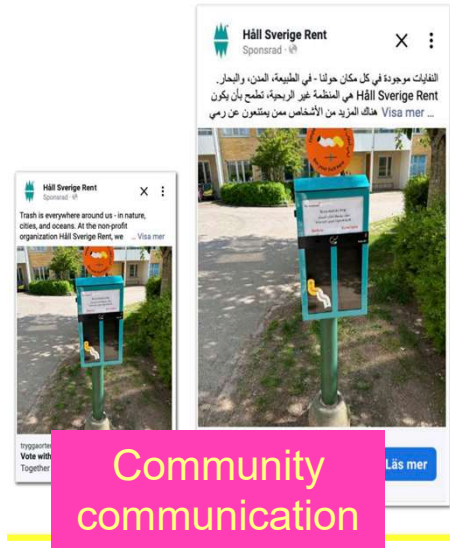 Håll Sverige Rent
Sponsrad
النفايات موجودة في كل مكان حولنا - في الطبيعة، المدن، والبحار.
Håll Sverige Rent هي المنظمة غير الربحية، تطمح بأن يكون
هناك المزيد من الأشخاص ممن يمتنعون عن رمي Visa mer ...
Läs mer
Håll Sverige Rent
Sponsrad
Trash is everywhere around us - in nature,
cities, and oceans. At the non-profit
organization Håll Sverige Rent, we ... Visa mer
tryggaorter
Vote with
Together
Community
communication